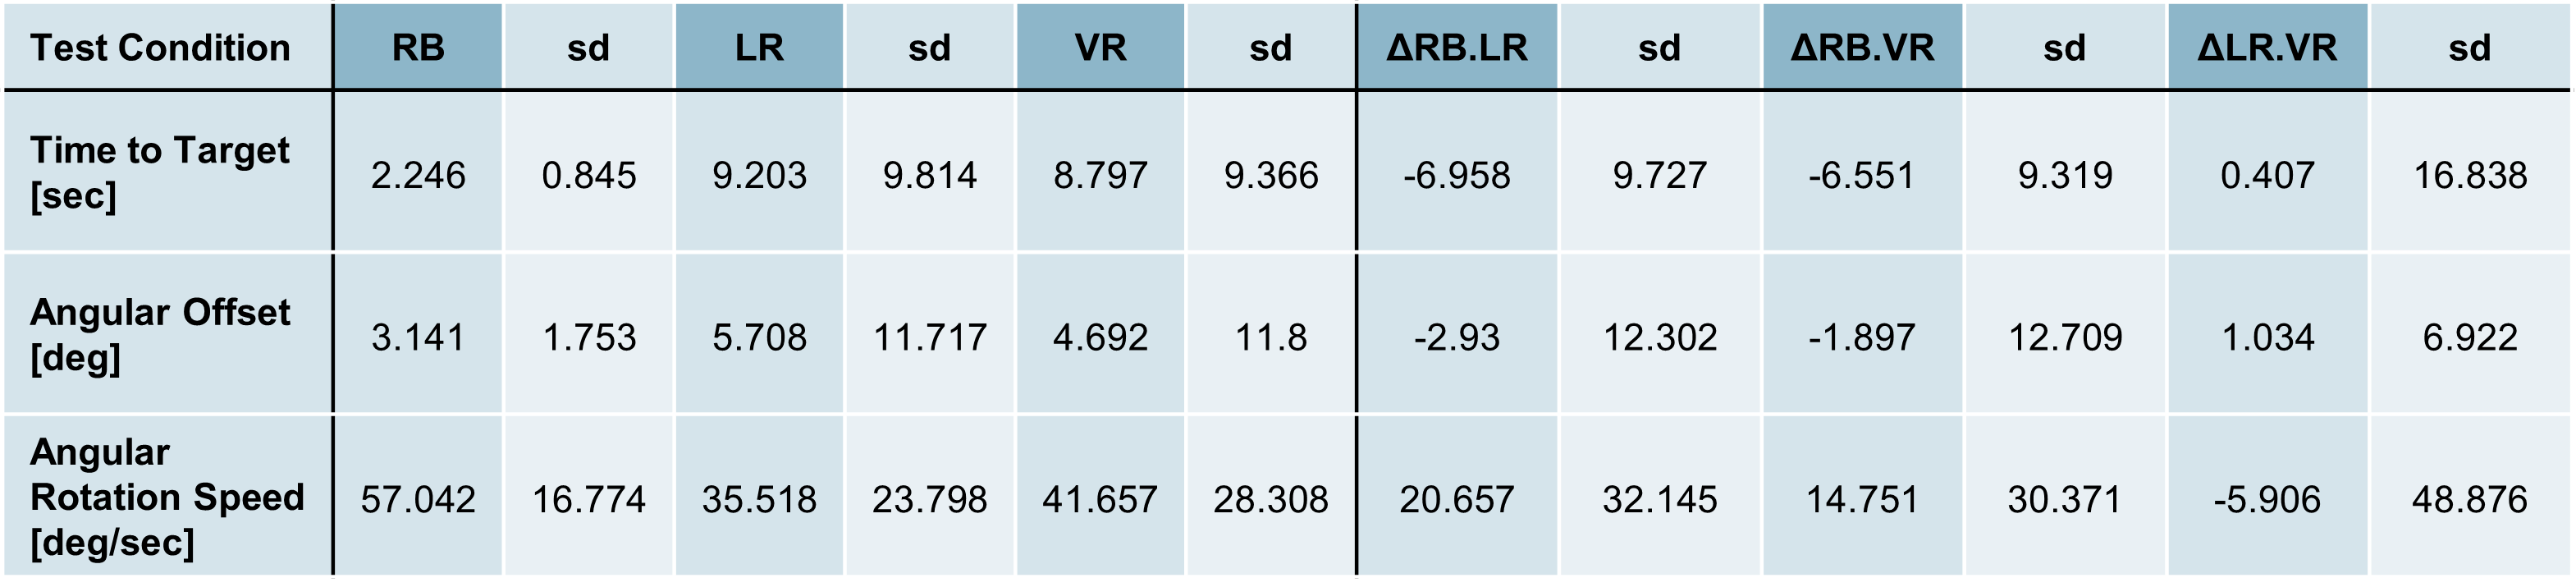 Test Condition RB sd LR sd VR sd ΔRB.LR sd ΔRB.VR sd ΔLR.VR sd
Time to Target
[sec] 2.246 0.845 9.203 9.814 8.797 9.366 -6.958 9.727 -6.551 9.319 0.407 16.838
Angular Offset
[deg] 3.141 1.753 5.708 11.717 4.692 11.8 -2.93 12.302 -1.897 12.709 1.034 6.922
Angular
Rotation Speed 57.042 16.774 35.518 23.798 41.657 28.308 20.657 32.145 14.751 30.371 -5.906 48.876
[deg/sec]